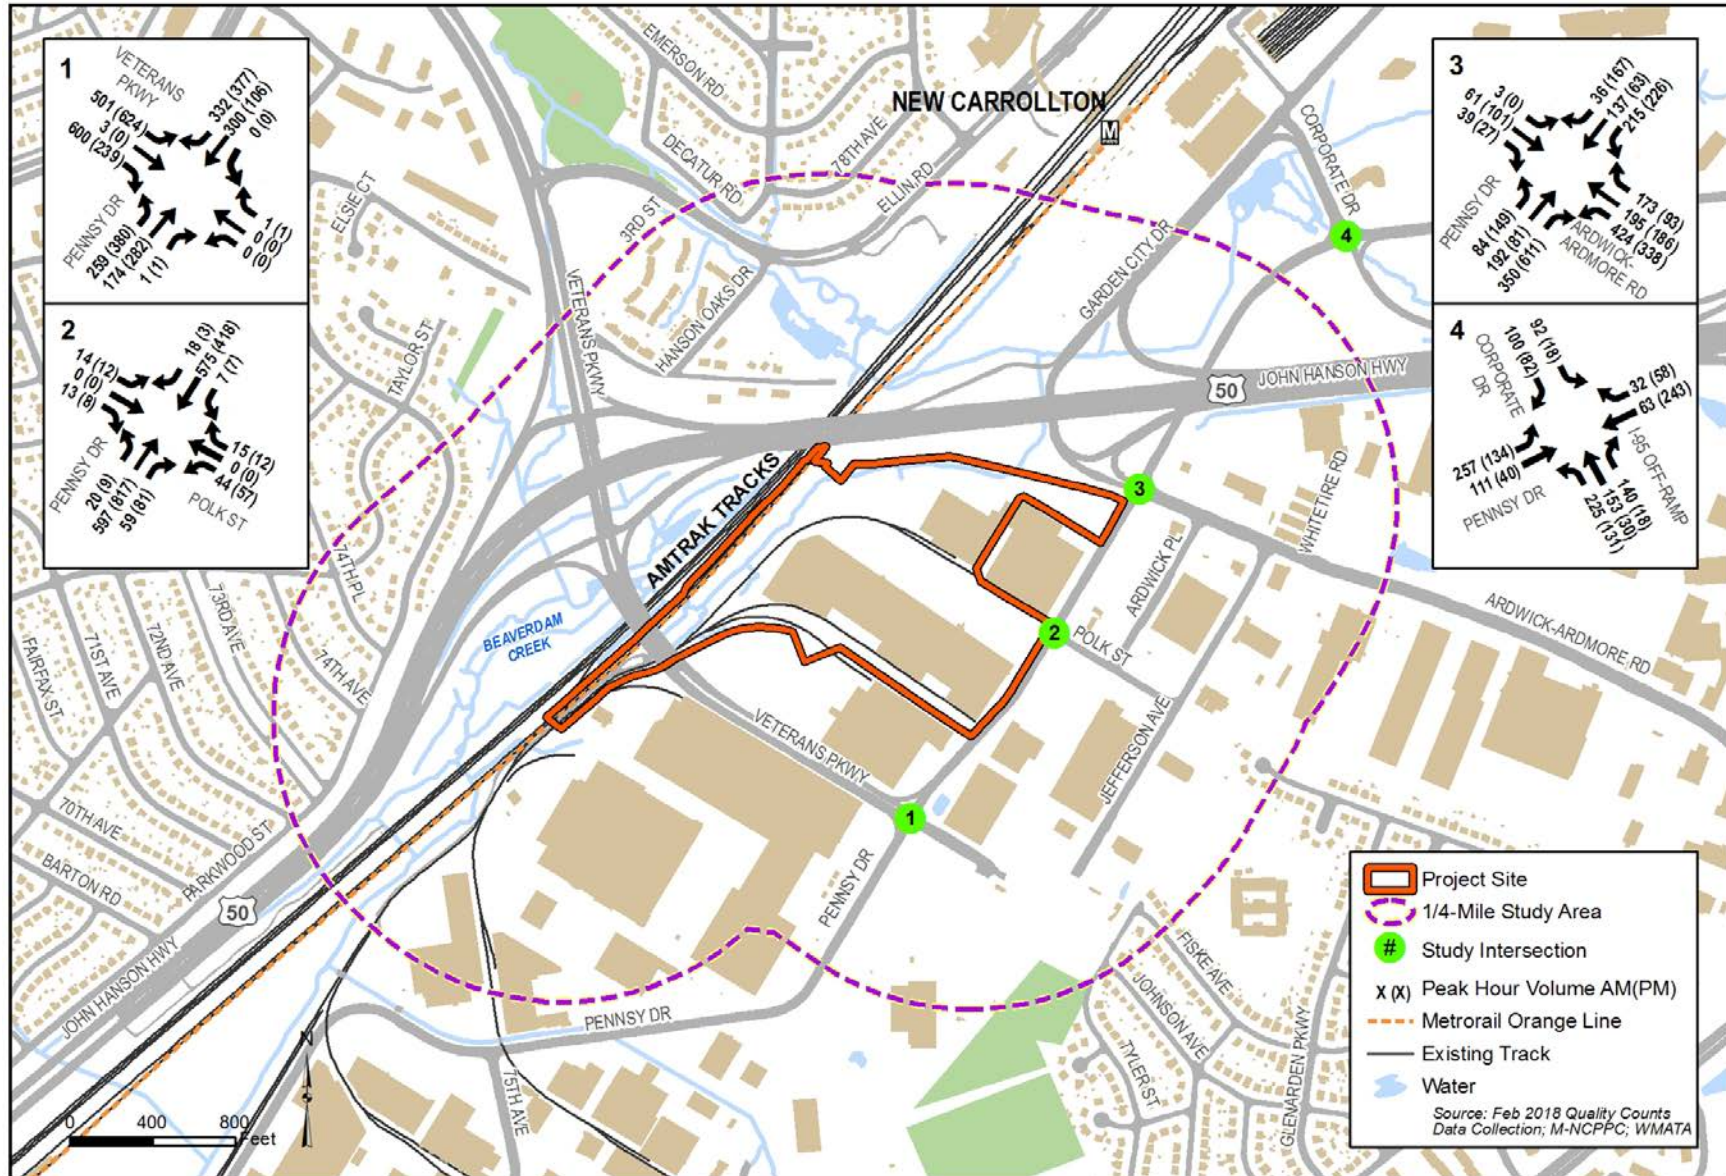 1
VETERANS
PKWY
501 (624)
3 (0)
600 (239)
332 (377)
300 (106)
0 (0)
1 (1)
0 (0)
0 (0)
PENNSY DR
259 (380)
174 (282)
1 (1)
2
14 (12)
0 (0)
13 (8)
18 (3)
575 (418)
7 (7)
15 (12)
0 (0)
44 (57)
PENNSY DR
POLK ST
20 (9)
597 (817)
59 (81)
3
3 (0)
61 (101)
39 (27)
36 (167)
137 (63)
215 (226)
173 (93)
195 (186)
424 (338)
PENNSY DR
84 (149)
192 (81)
350 (611)
ARDWICK-
ARDMORE RD
4
CORPORATE
DR
92 (18)
100 (82)
32 (58)
63 (243)
I-95 OFF-RAMP
257 (134)
111 (40)
PENNSY DR
140 (18)
153 (30)
225 (131)
EMERSON RD
NEW CARROLLTON
M
DECATUR RD
78TH AVE
ELLIN RD
CORPORATE DR
4
3RD ST
ELSIE CT
GARDEN CITY DR
VETERANS PKWY
HANSON OAKS DR
TAYLOR ST
JOHN HANSON HWY
50
AMTRAK TRACKS
3
WHITETIRE RD
ARDWICK PL
74TH PL
73RD AVE
72ND AVE
71ST AVE
FAIRFAX ST
74TH AVE
BEAVERDAM
CREEK
2
POLK ST
ARDWICK-ARDMORE RD
VETERANS PKWY
JEFFERSON AVE
1
70TH AVE
BARTON RD
PARKWOOD ST
50
JOHN HANSON HWY
PENNSY DR
PENNSY DR
75TH AVE
FISKE AVE
JOHNSON AVE
TYLER ST
GLENARDEN PKWY
N
0 400 800
Feet
Project Site
1/4-Mile Study Area
# Study Intersection
X (X) Peak Hour Volume AM(PM)
Metrorail Orange Line
Existing Track
Water
Source: Feb 2018 Quality Counts
Data Collection; M-NCPPC; WMATA